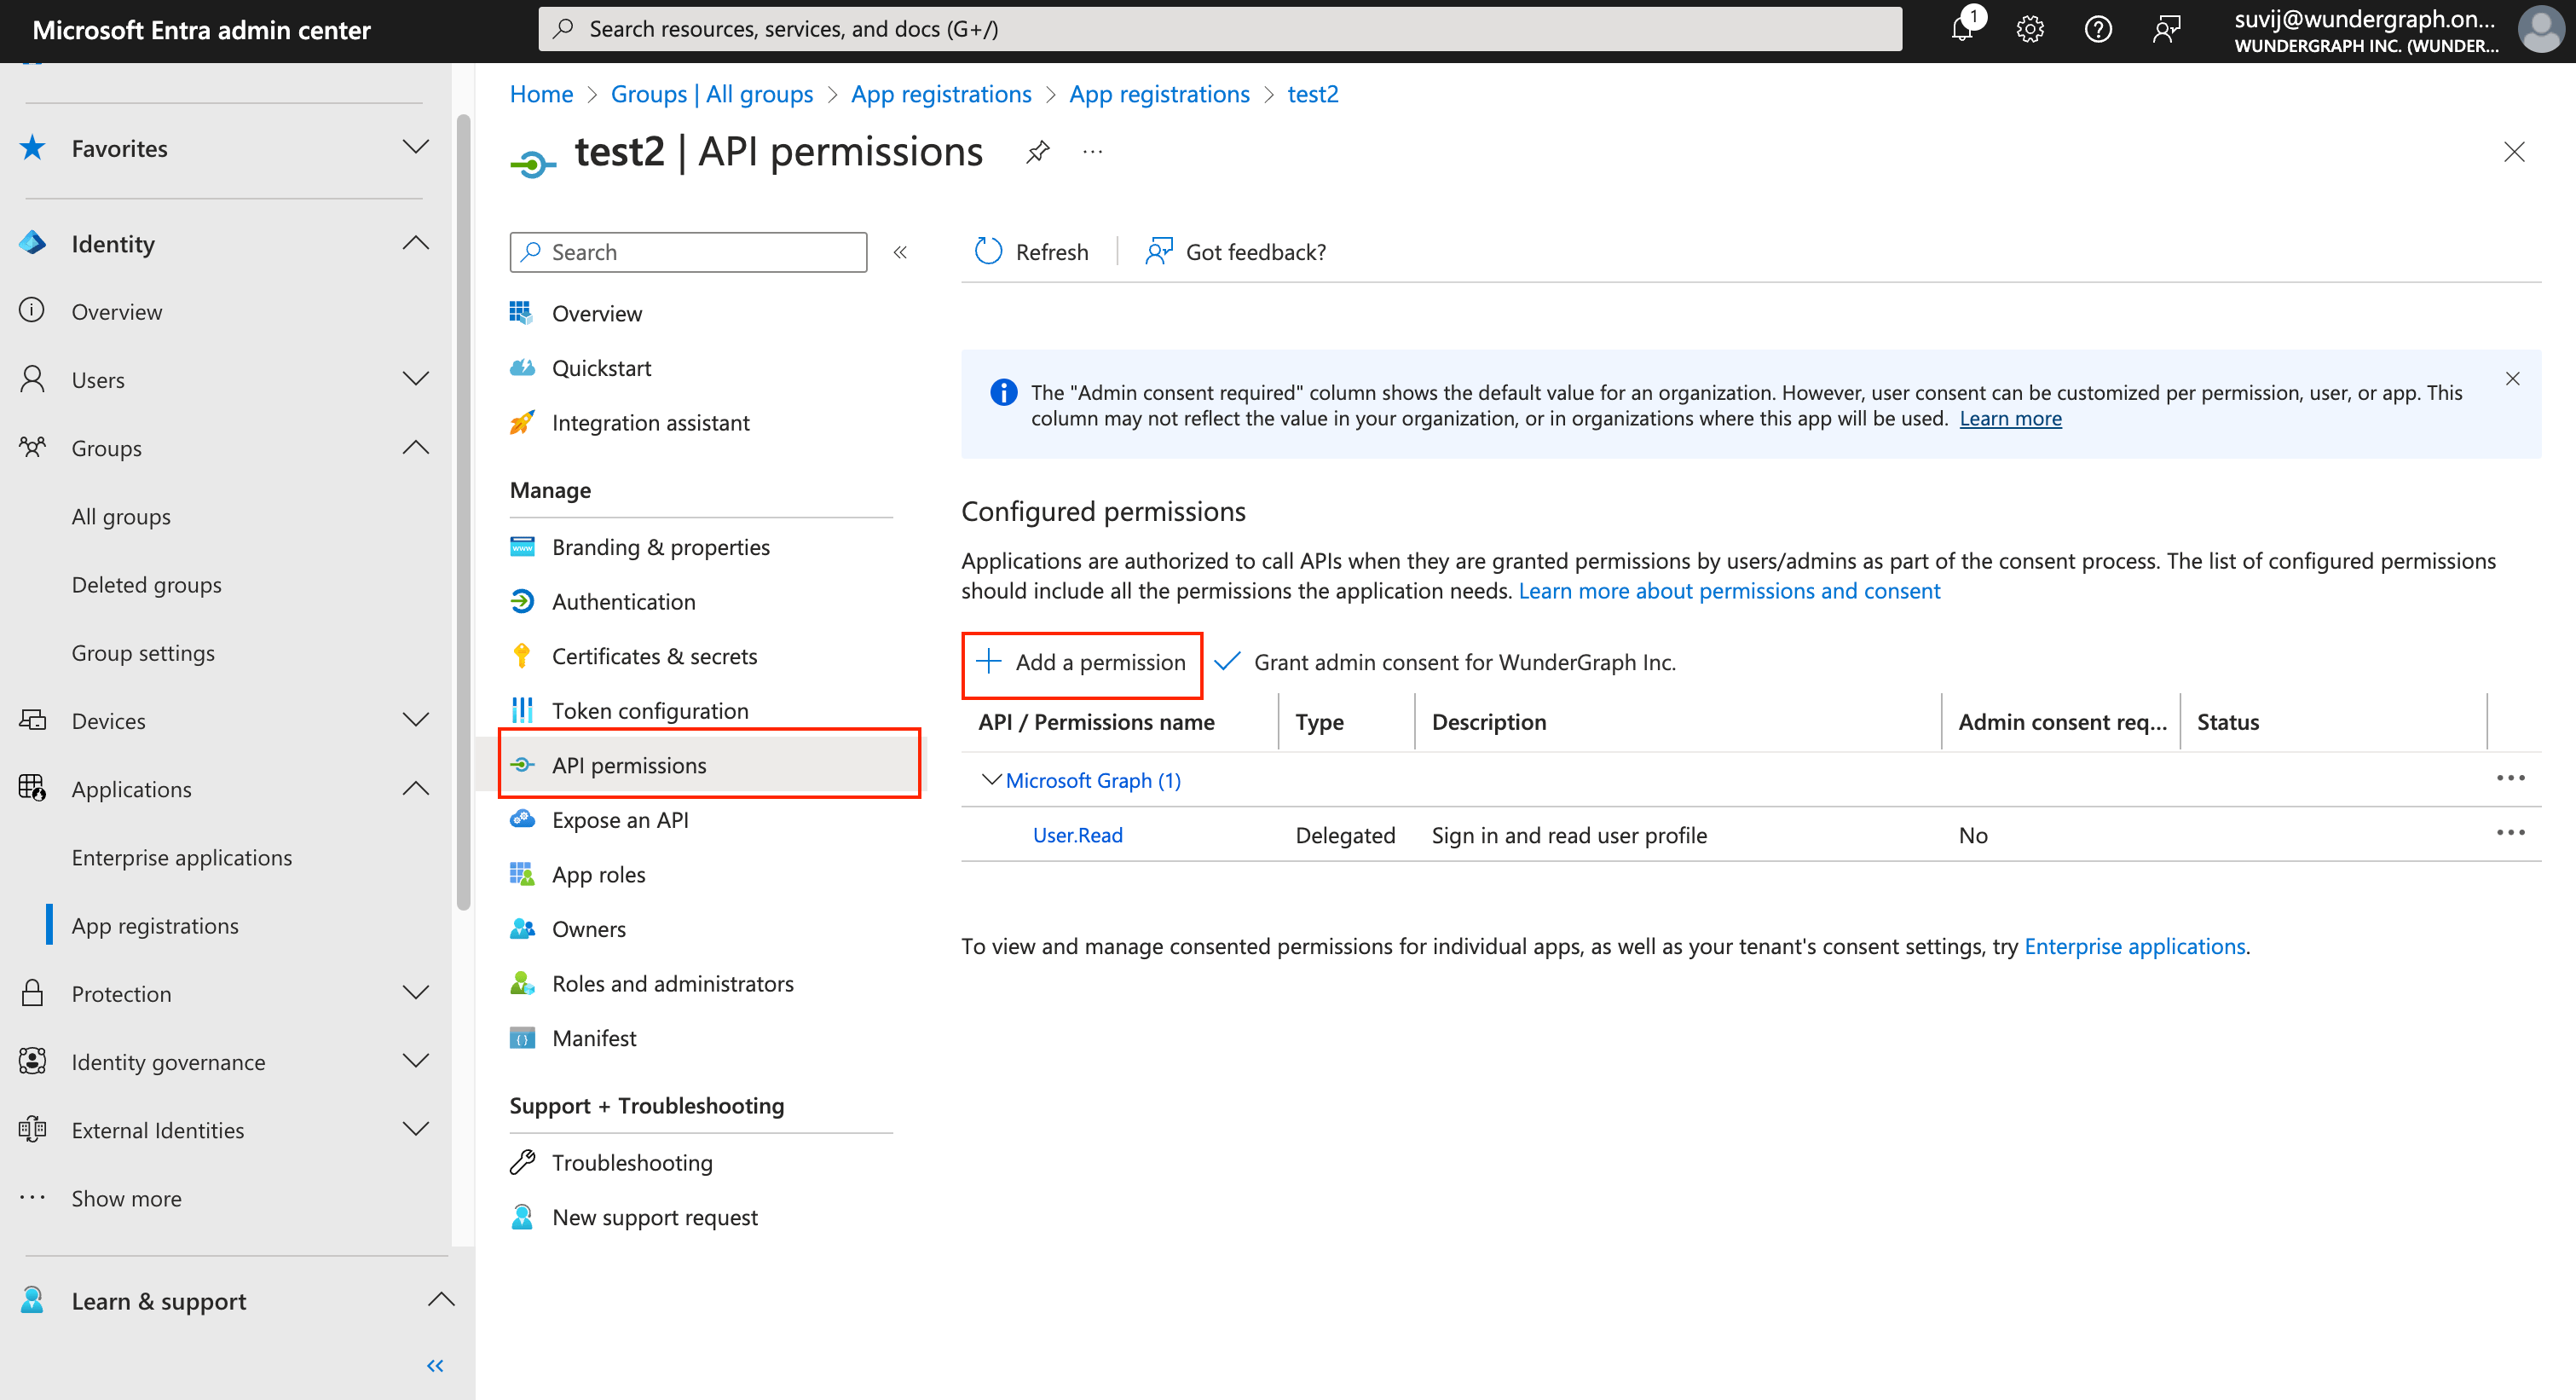 Microsoft Entra admin center
Search resources, services, and docs (G+/)
1
suvij@wundergraph.on...
WUNDERGRAPH INC. (WUNDER...
Favorites
Identity
Overview
Users
Groups
All groups
Deleted groups
Group settings
Devices
Applications
Enterprise applications
App registrations
Protection
Identity governance
External Identities
Show more
Learn & support
Home > Groups | All groups > App registrations > App registrations > test2
test2 | API permissions
Search
Overview
Quickstart
Integration assistant
Manage
Branding & properties
Authentication
Certificates & secrets
Token configuration
API permissions
Expose an API
App roles
Owners
Roles and administrators
Manifest
Support + Troubleshooting
Troubleshooting
New support request
Refresh
Got feedback?
The "Admin consent required" column shows the default value for an organization. However, user consent can be customized per permission, user, or app. This
column may not reflect the value in your organization, or in organizations where this app will be used. Learn more
Configured permissions
Applications are authorized to call APIs when they are granted permissions by users/admins as part of the consent process. The list of configured permissions
should include all the permissions the application needs. Learn more about permissions and consent
Add a permission
Grant admin consent for WunderGraph Inc.
API / Permissions name Type Description Admin consent req... Status
Microsoft Graph (1)
User.Read Delegated Sign in and read user profile No
To view and manage consented permissions for individual apps, as well as your tenant's consent settings, try Enterprise applications.